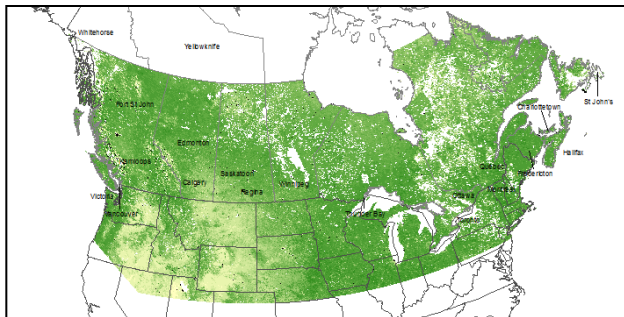 Whitehorse
Yellowknife
St John's
Fort St John
Charlottetown
Edmonton
Halifax
Kamloops
Quebec
Fredericton
Calgary
Saskatoon
Regina
Winnipeg
Montreal
Ottawa
Victoria
Vancouver
Thunder Bay
Toronto